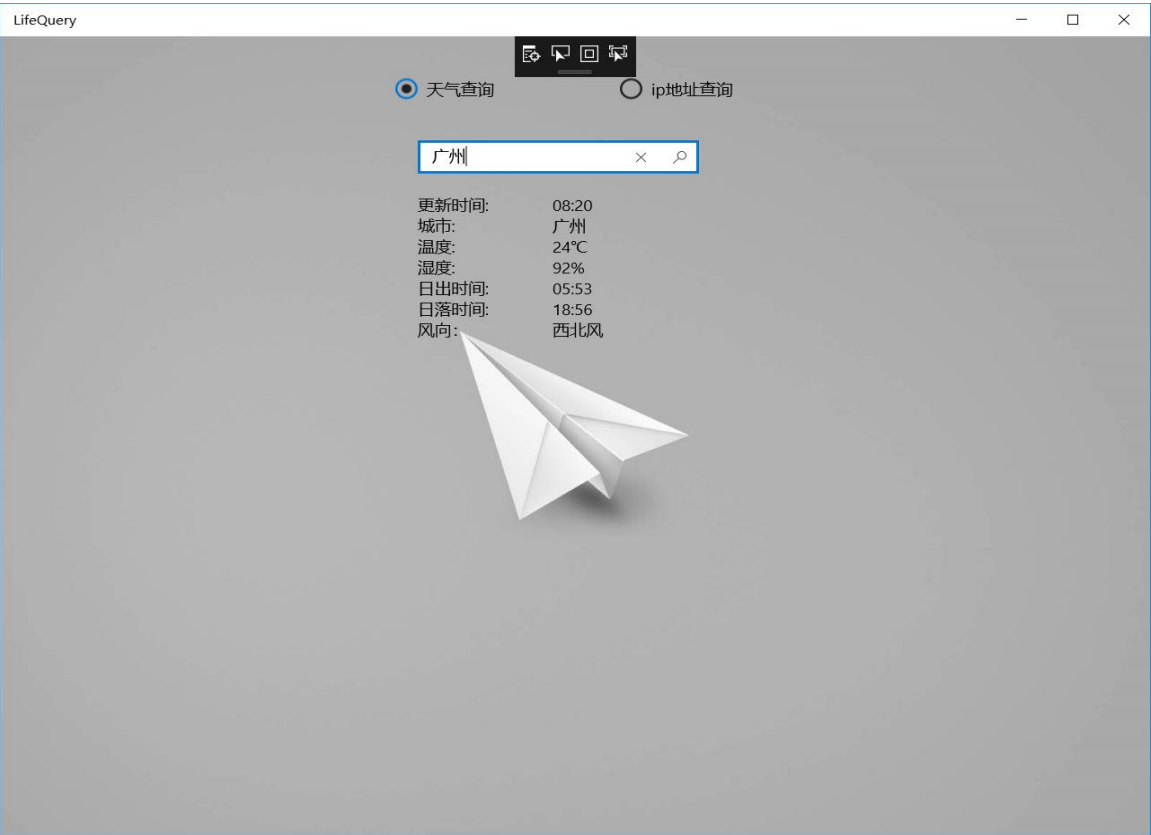 LifeQuery
天气查询 ip地址查询
广州
更新时间: 08:20
城市: 广州
温度: 24℃
湿度: 92%
日出时间: 05:53
日落时间: 18:56
风向: 西北风